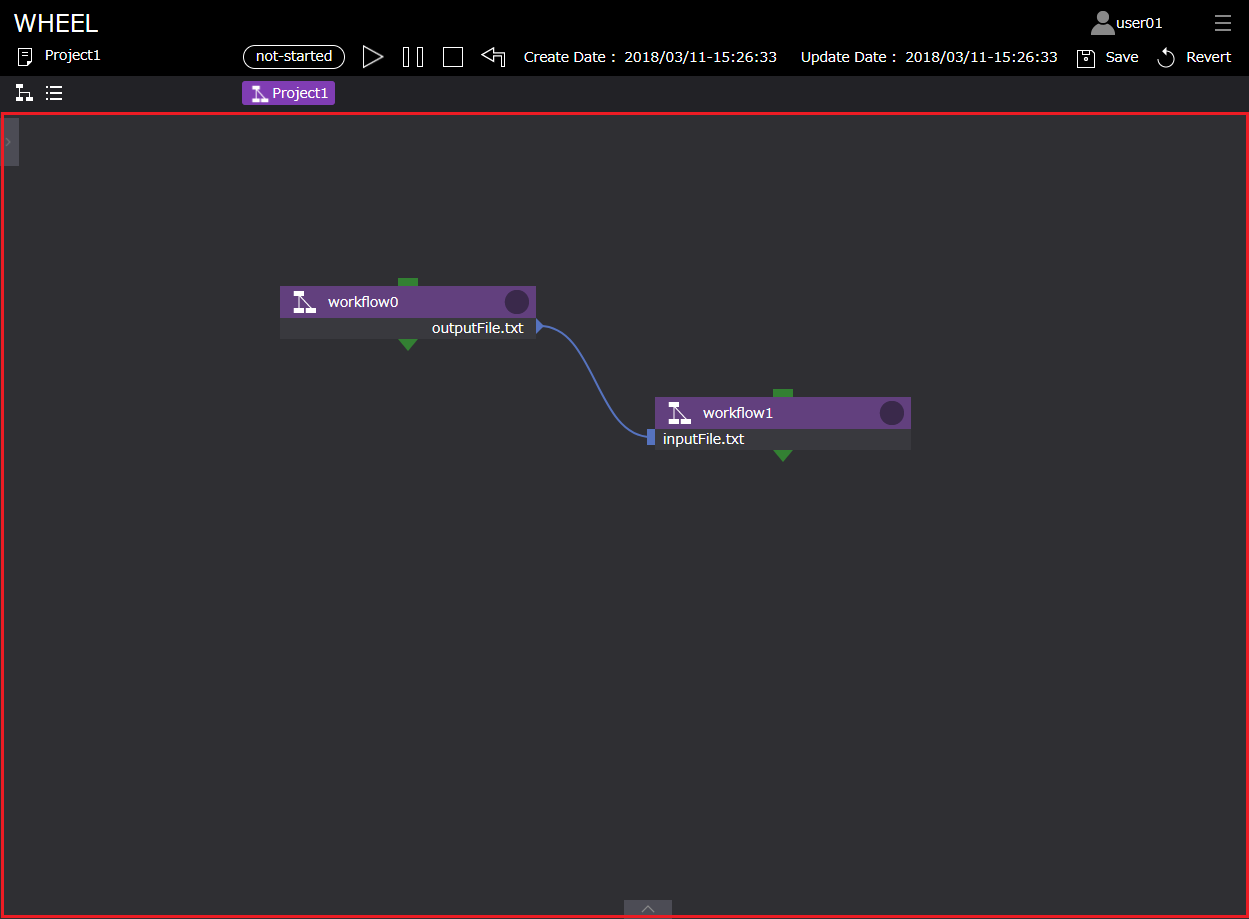 WHEEL
user01
Project1
not-started
Create Date : 2018/03/11-15:26:33
Update Date : 2018/03/11-15:26:33
Save
Revert
Project1
workflow0
outputFile.txt
workflow1
inputFile.txt